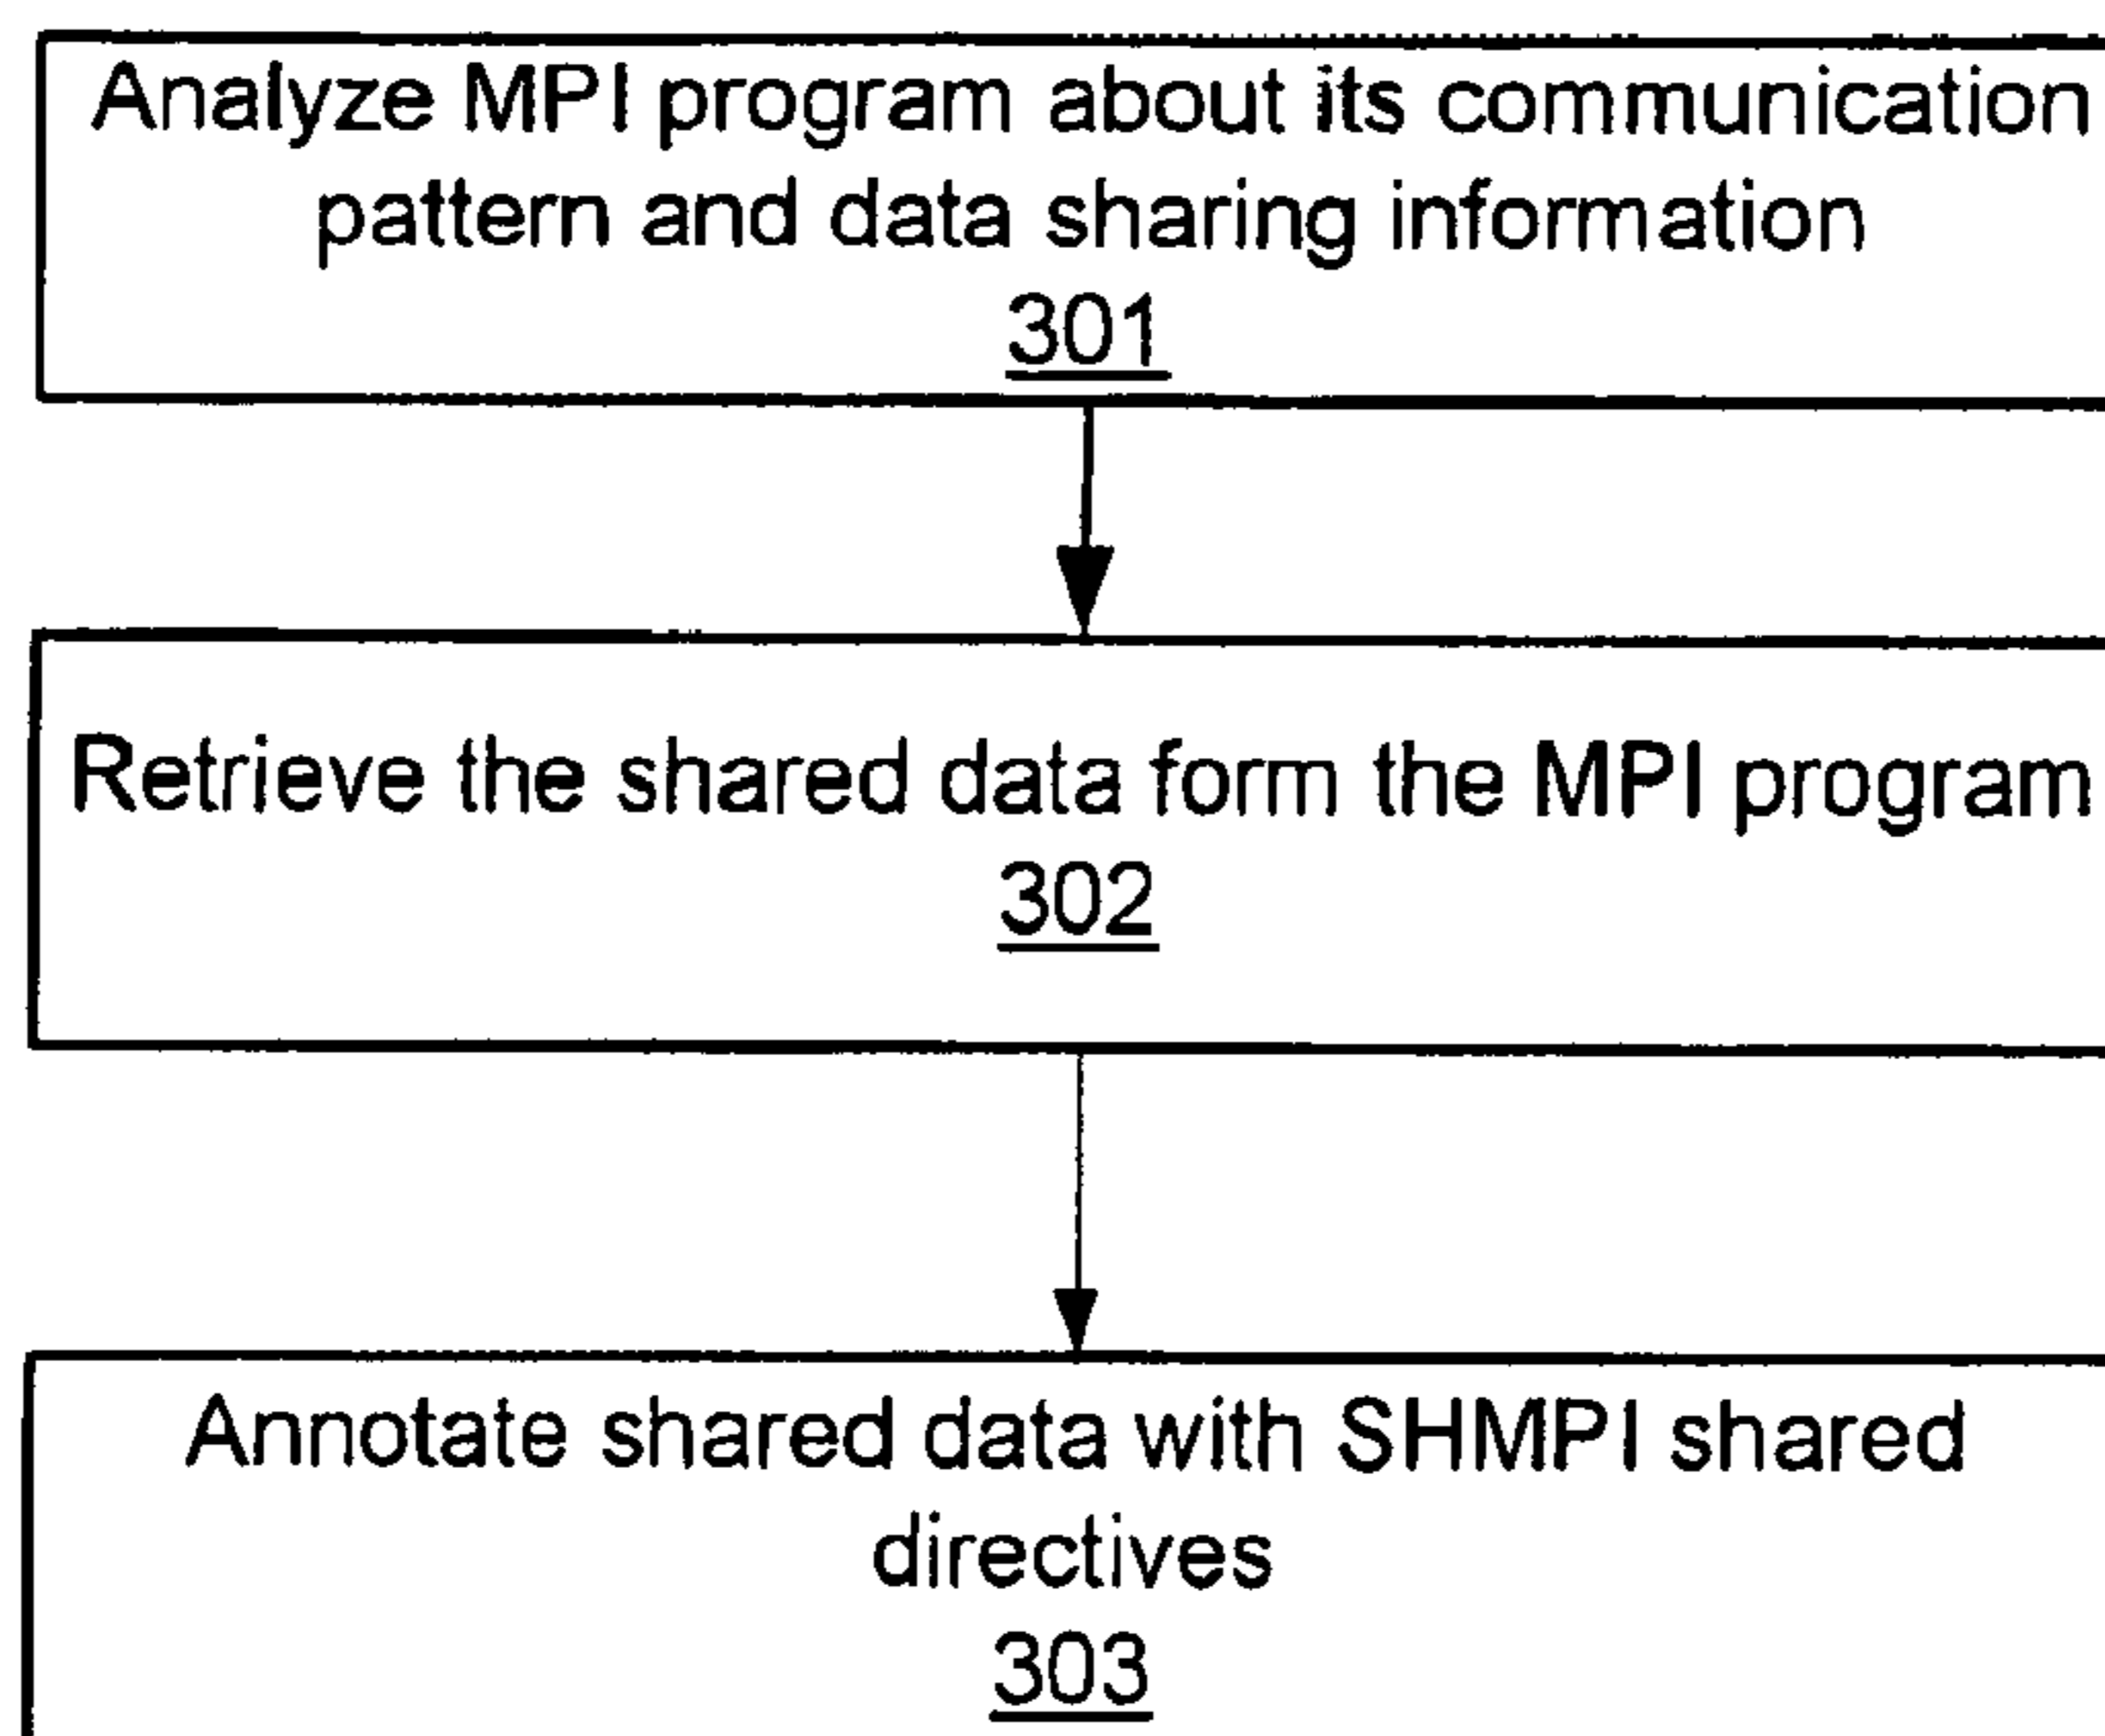 Analyze MPI program about its communication
pattern and data sharing information
301
Retrieve the shared data form the MPI program
302
Annotate shared data with SHMPI shared
directives
303